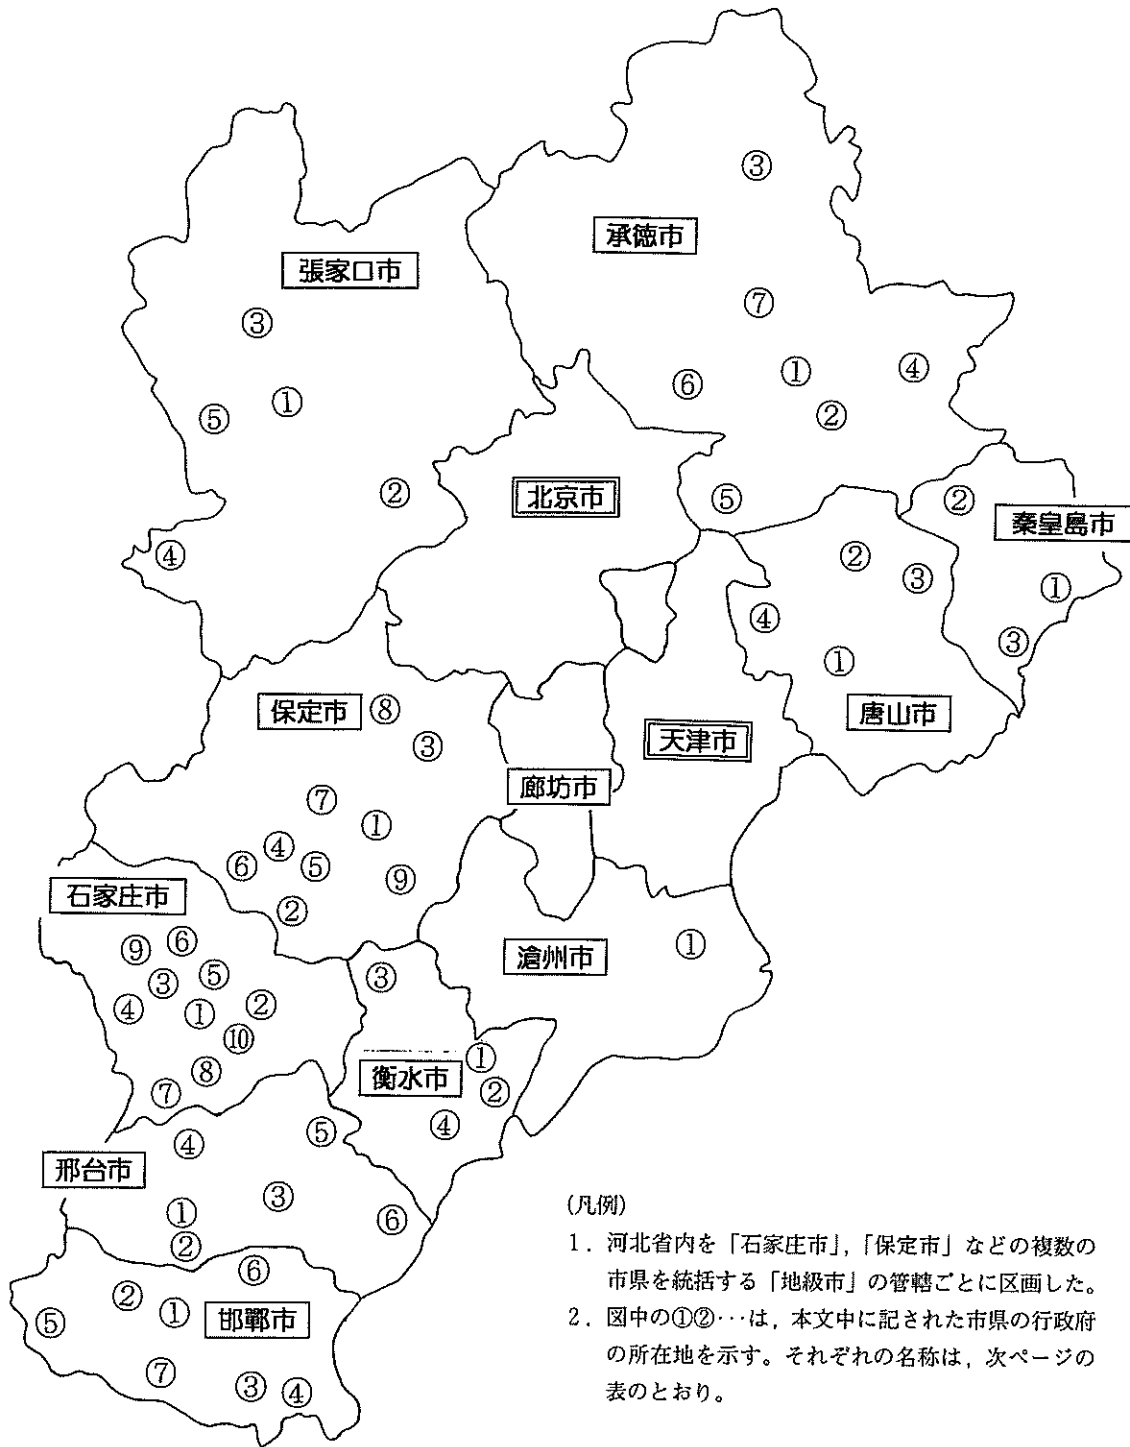 ③
承徳市
張家口市
⑦
③
① ④
⑥
① ②
⑤
北京市
②
⑤
②
秦皇島市
④
②
③
①
④
③
①
保定市 ⑧
唐山市
③
天津市
廊坊市
⑦
①
④
⑥ ⑤
⑨
石家庄市
②
⑨ ⑥
滄州市 ①
③ ⑤ ③
④ ① ②
⑩
①
衡水市
⑧
⑦ ②
④
④ ⑤
邢台市
③
① ⑥
②
⑥
② ①
⑤ 邯鄲市
⑦ ③ ④
(凡例)
1. 河北省内を「石家庄市」,「保定市」などの複数の
市県を統括する「地級市」の管轄ごとに区画した。
2. 図中の①②･･･は, 本文中に記された市県の行政府
の所在地を示す。それぞれの名称は, 次ページの
表のとおり。